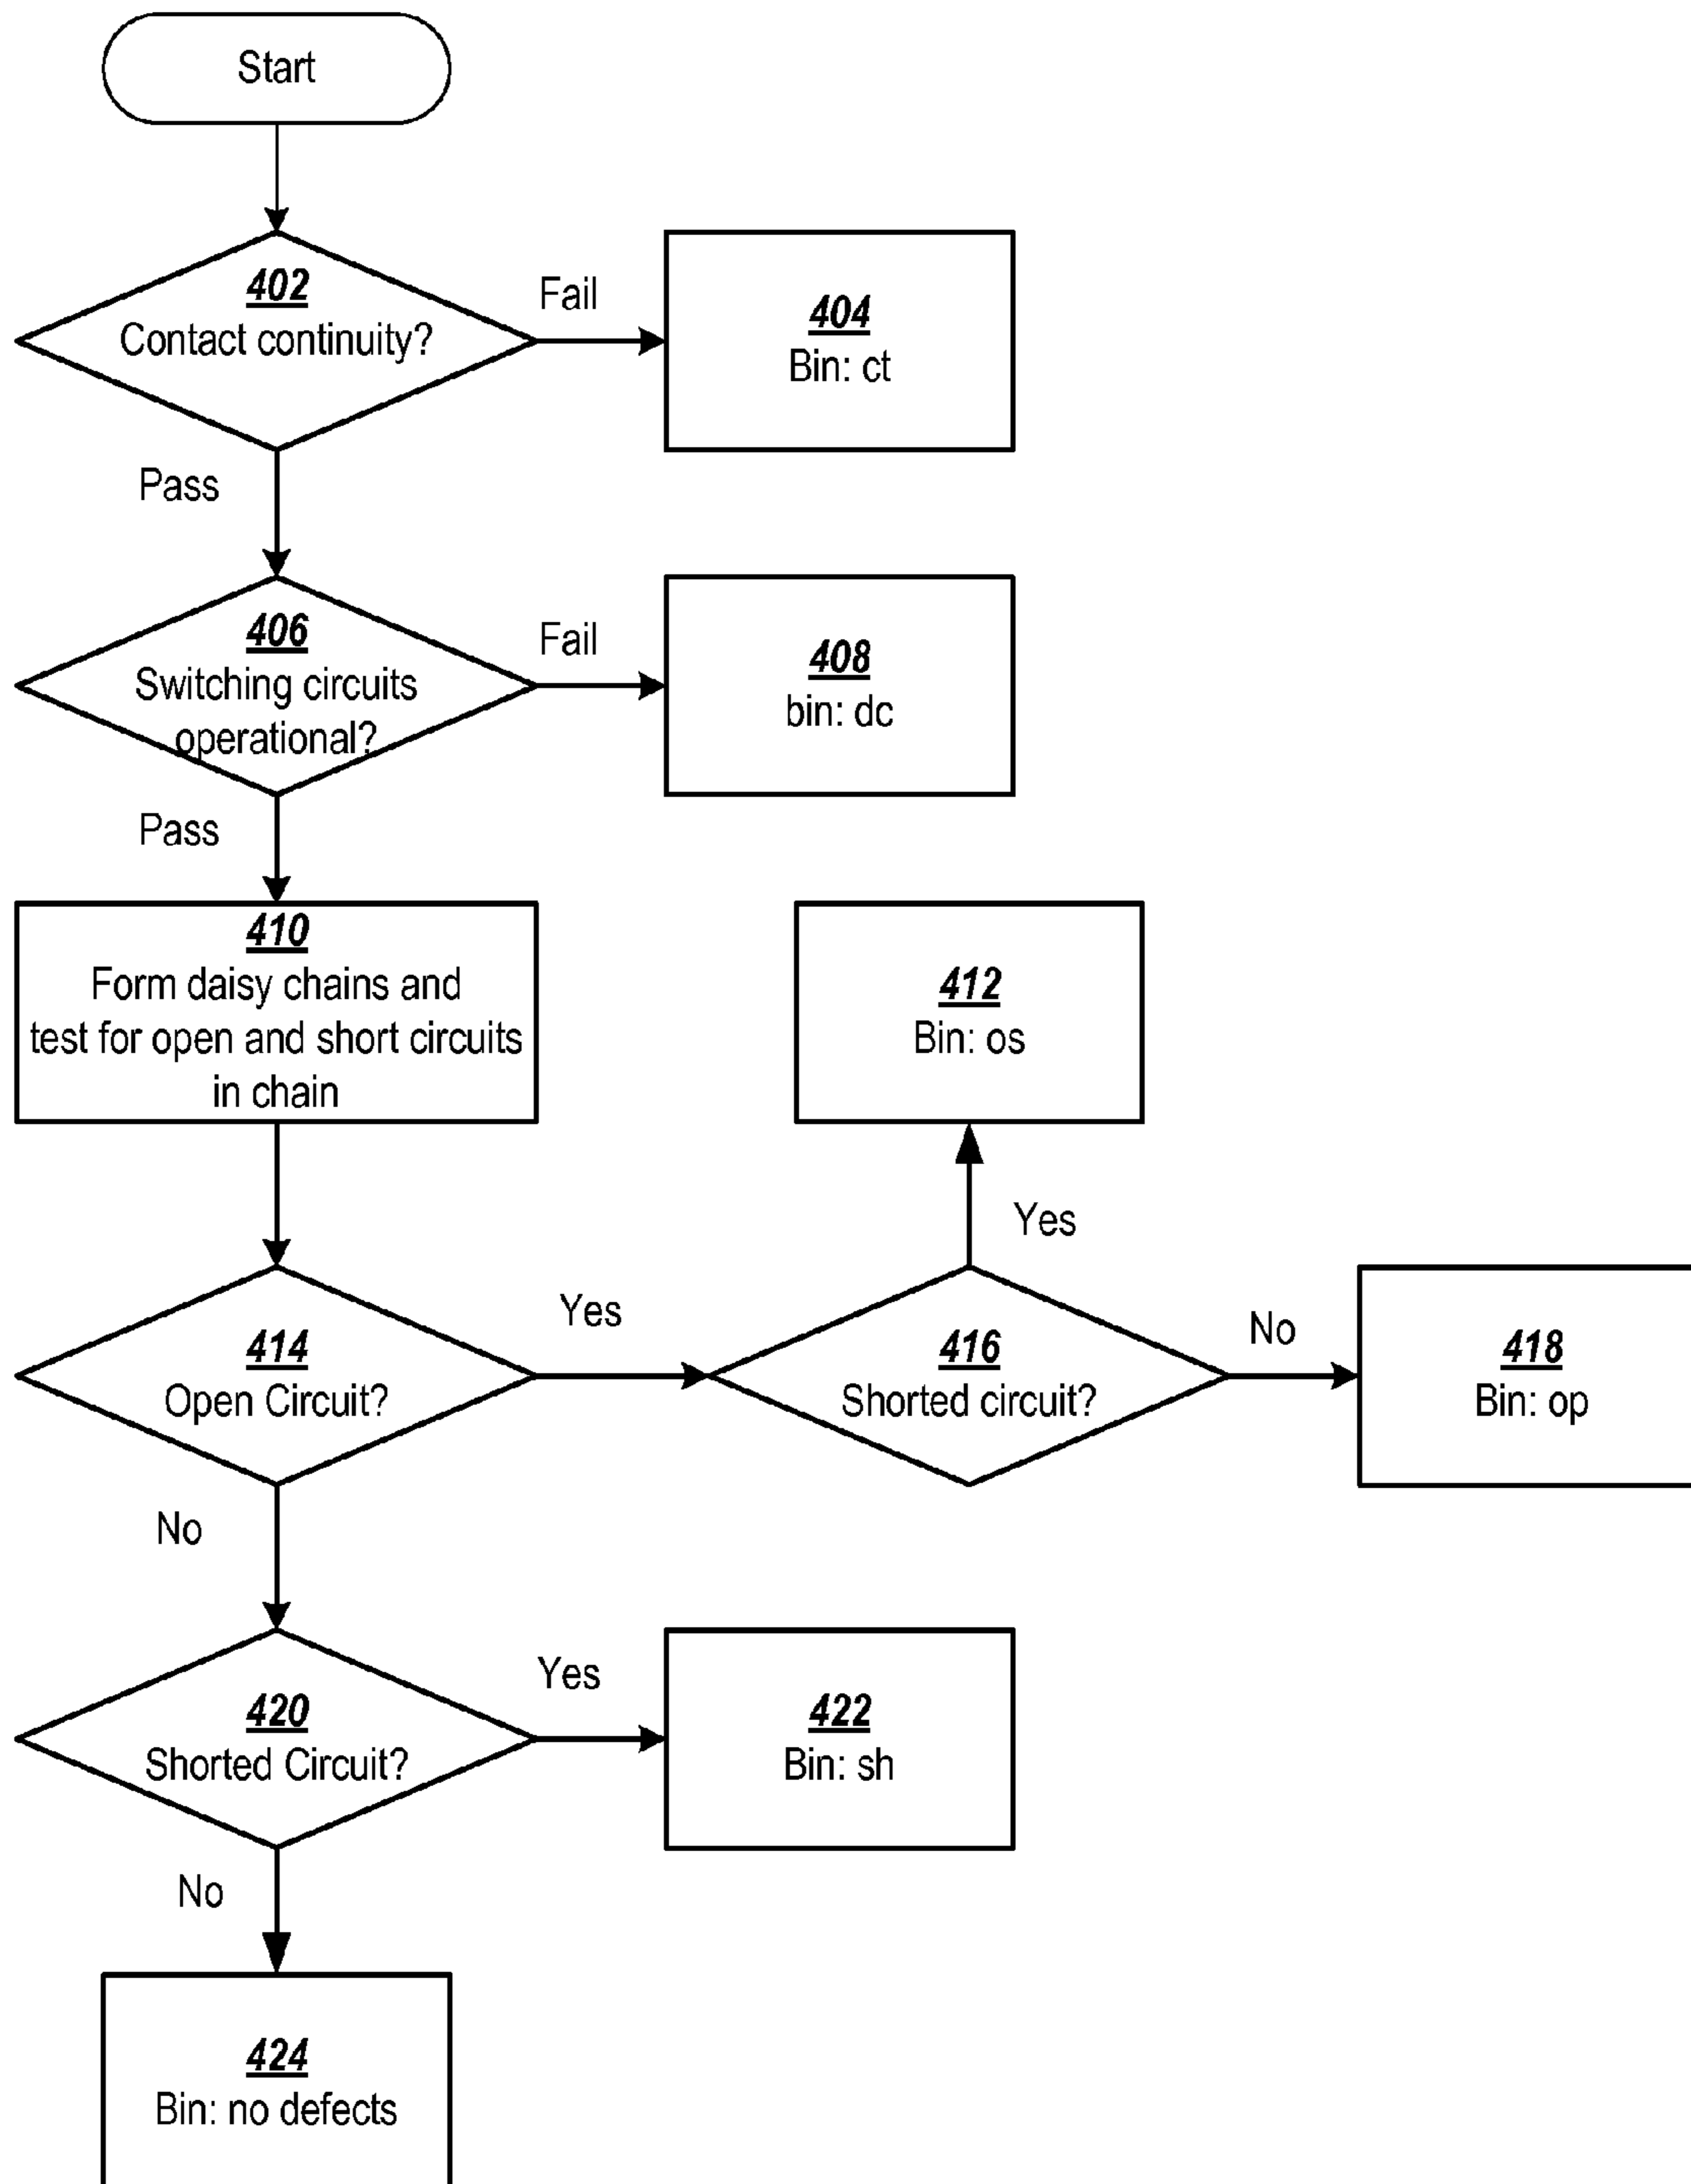 Start
402
Contact continuity?
Fail
404
Bin: ct
Pass
406
Switching circuits
operational?
Fail
408
bin: dc
Pass
410
Form daisy chains and
test for open and short circuits
in chain
412
Bin: os
Yes
414
Open Circuit?
Yes
416
Shorted circuit?
No
418
Bin: op
No
420
Shorted Circuit?
Yes
422
Bin: sh
No
424
Bin: no defects